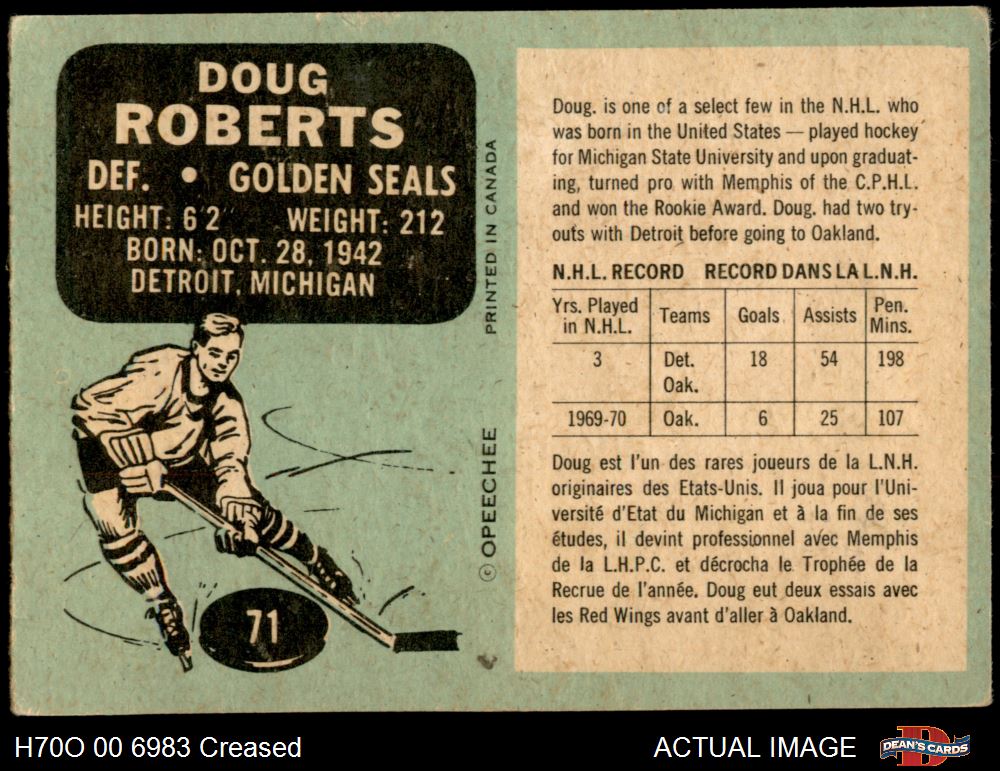 DOUG
ROBERTS
DEF. • GOLDEN SEALS
HEIGHT: 6'2" WEIGHT: 212
BORN: OCT. 28, 1942
DETROIT, MICHIGAN
PRINTED IN CANADA
© OPEECHEE
71
Doug. is one of a select few in the N.H.L. who
was born in the United States — played hockey
for Michigan State University and upon graduat-
ing, turned pro with Memphis of the C.P.H.L.
and won the Rookie Award. Doug. had two try-
outs with Detroit before going to Oakland.
N.H.L. RECORD RECORD DANS LA L.N.H.
Yrs. Played
in N.H.L. Teams Goals Assists Pen.
Mins.
3 Det. 18 54 198
Oak.
1969-70 Oak. 6 25 107
Doug est l'un des rares joueurs de la L.N.H.
originaires des Etats-Unis. Il joua pour l'Uni-
versité d'Etat du Michigan et à la fin de ses
études, il devint professionnel avec Memphis
de la L.H.P.C. et décrocha le Trophée de la
Recrue de l'année. Doug eut deux essais avec
les Red Wings avant d'aller à Oakland.
H70O 00 6983 Creased
ACTUAL IMAGE
DEAN'S CARDS